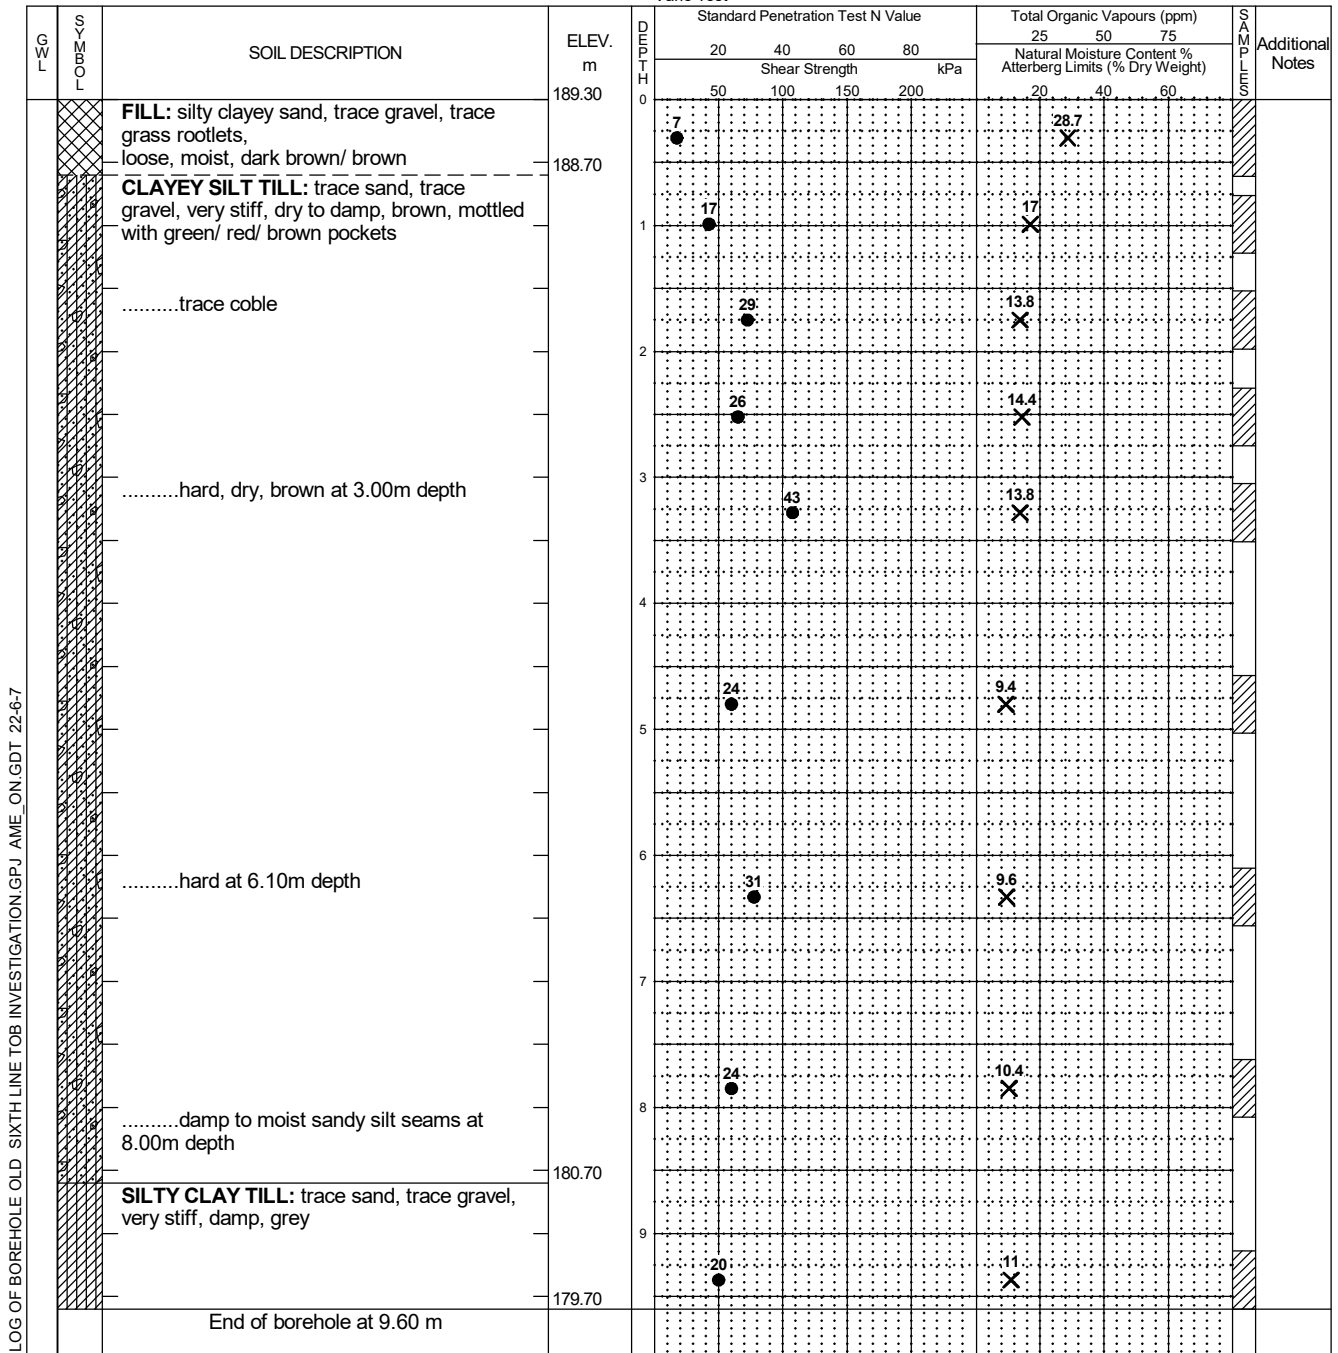 Standard Penetration Test N Value
Total Organic Vapours (ppm)
GWL
SYMBOL
SOIL DESCRIPTION
ELEV.
m
DEPTH
20 40 60 80
25 50 75
Natural Moisture Content %
Atterberg Limits (% Dry Weight)
Shear Strength kPa
50 100 150 200
20 40 60
SAMPLES
Additional
Notes
189.30
0
FILL: silty clayey sand, trace gravel, trace
grass rootlets,
loose, moist, dark brown/ brown
7
28.7
188.70
CLAYEY SILT TILL: trace sand, trace
gravel, very stiff, dry to damp, brown, mottled
with green/ red/ brown pockets
17
17
1
..........trace coble
29
13.8
2
26
14.4
3
..........hard, dry, brown at 3.00m depth
43
13.8
4
24
9.4
5
6
..........hard at 6.10m depth
31
9.6
7
24
10.4
8
..........damp to moist sandy silt seams at
8.00m depth
180.70
SILTY CLAY TILL: trace sand, trace gravel,
very stiff, damp, grey
9
20
11
179.70
End of borehole at 9.60 m
LOG OF BOREHOLE OLD SIXTH LINE TOB INVESTIGATION.GPJ AME_ON.GDT 22-6-7